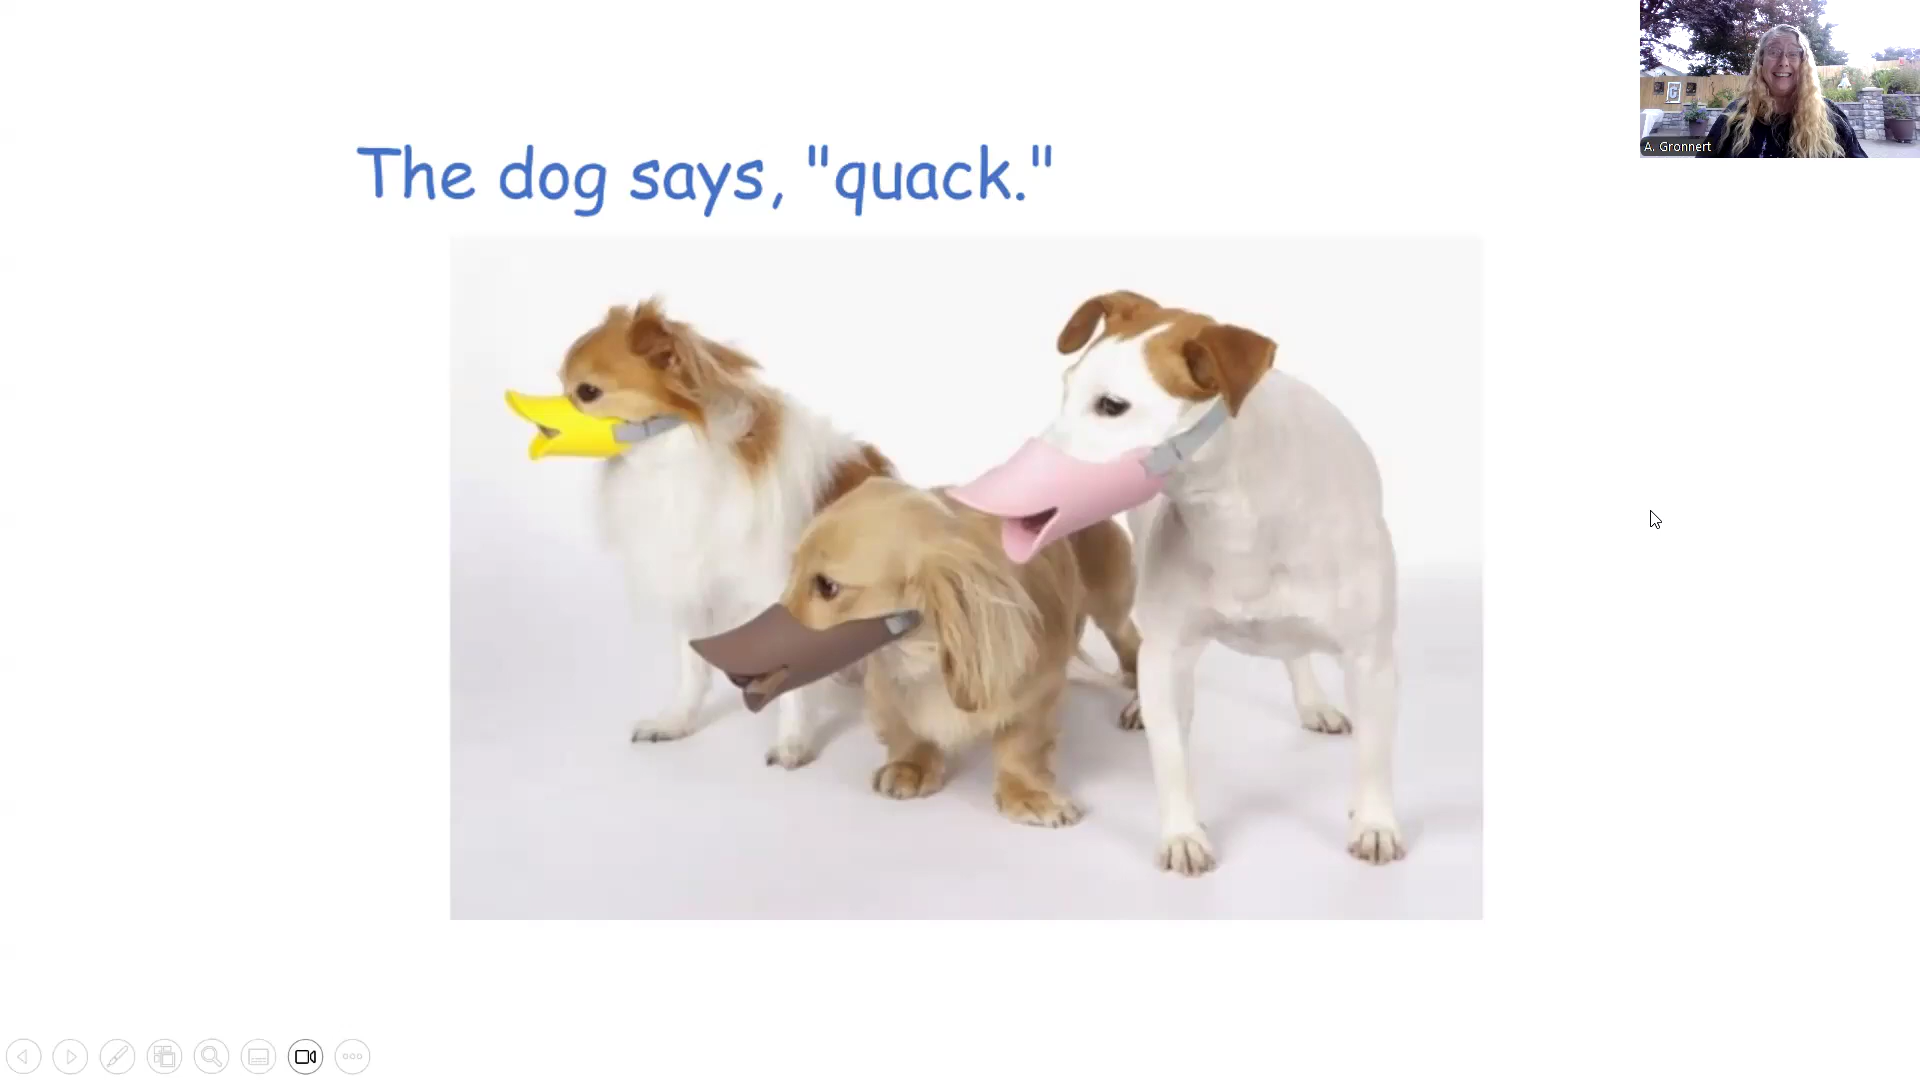 The dog says, "quack."
A. Gronnert